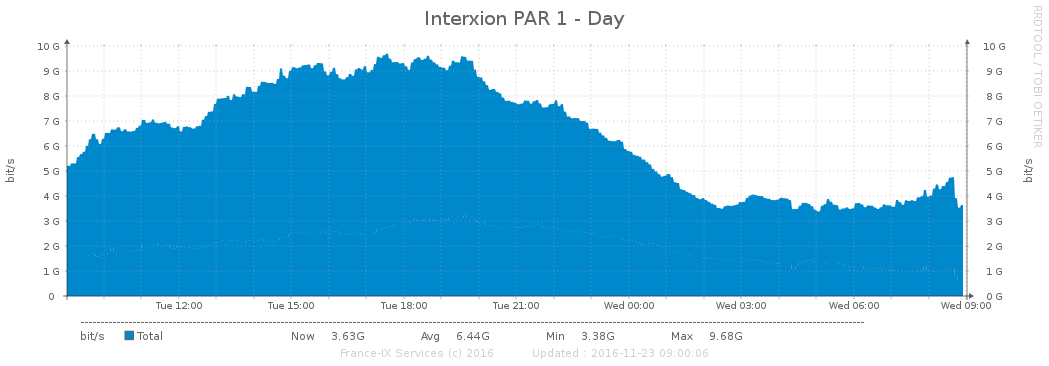 Interxion PAR 1 - Day
RRDTOOL / TOBI OETIKER
bit/s
10 G
9 G
8 G
7 G
6 G
5 G
4 G
3 G
2 G
1 G
0
10 G
9 G
8 G
7 G
6 G
5 G
4 G
3 G
2 G
1 G
0 G
bit/s
Tue 12:00 Tue 15:00 Tue 18:00 Tue 21:00 Wed 00:00 Wed 03:00 Wed 06:00 Wed 09:00
bit/s Total Now 3.63G Avg 6.44G Min 3.38G Max 9.68G
France-IX Services (c) 2016 Updated : 2016-11-23 09:00:06